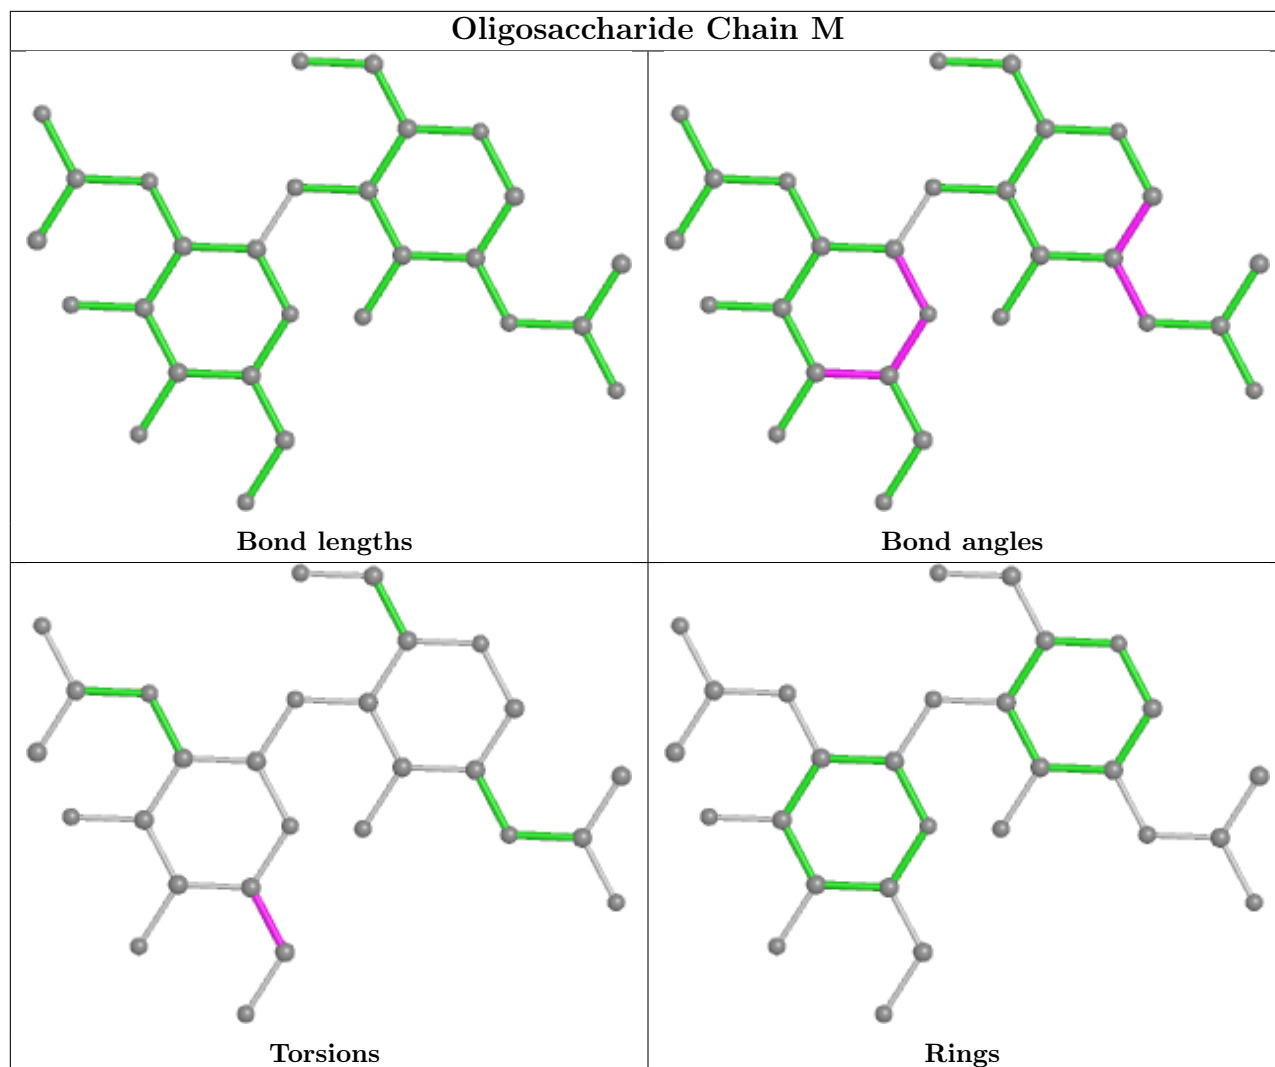 Oligosaccharide Chain M
Bond lengths
Bond angles
Torsions
Rings